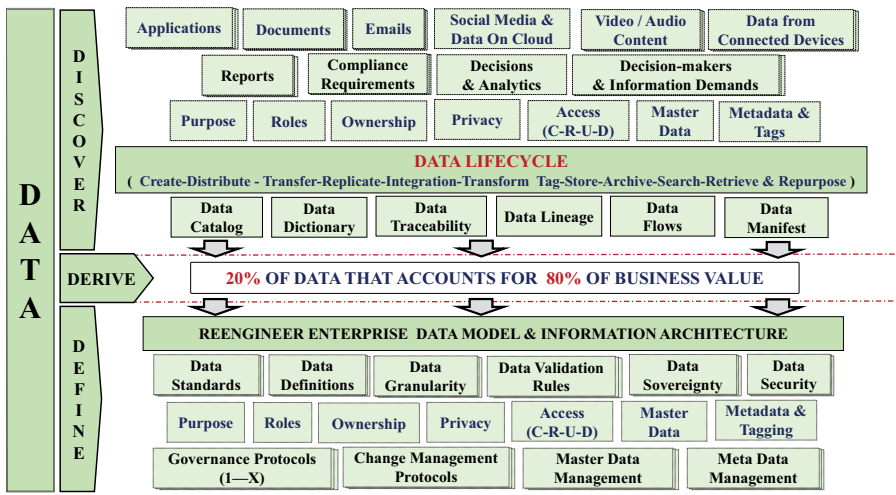 DATA
DISCOVER
Applications
Documents
Emails
Social Media &
Data On Cloud
Video / Audio
Content
Data from
Connected Devices
Reports
Compliance
Requirements
Decisions
& Analytics
Decision-makers
& Information Demands
Purpose
Roles
Ownership
Privacy
Access
(C-R-U-D)
Master
Data
Metadata &
Tags
DATA LIFECYCLE
( Create-Distribute - Transfer-Replicate-Integration-Transform Tag-Store-Archive-Search-Retrieve & Repurpose )
Data
Catalog
Data
Dictionary
Data
Traceability
Data Lineage
Data
Flows
Data
Manifest
DERIVE
20% OF DATA THAT ACCOUNTS FOR 80% OF BUSINESS VALUE
DEFINE
REENGINEER ENTERPRISE DATA MODEL & INFORMATION ARCHITECTURE
Data
Standards
Data
Definitions
Data
Granularity
Data Validation
Rules
Data
Sovereignty
Data
Security
Purpose
Roles
Ownership
Privacy
Access
(C-R-U-D)
Master
Data
Metadata &
Tagging
Governance Protocols
(1—X)
Change Management
Protocols
Master Data
Management
Meta Data
Management